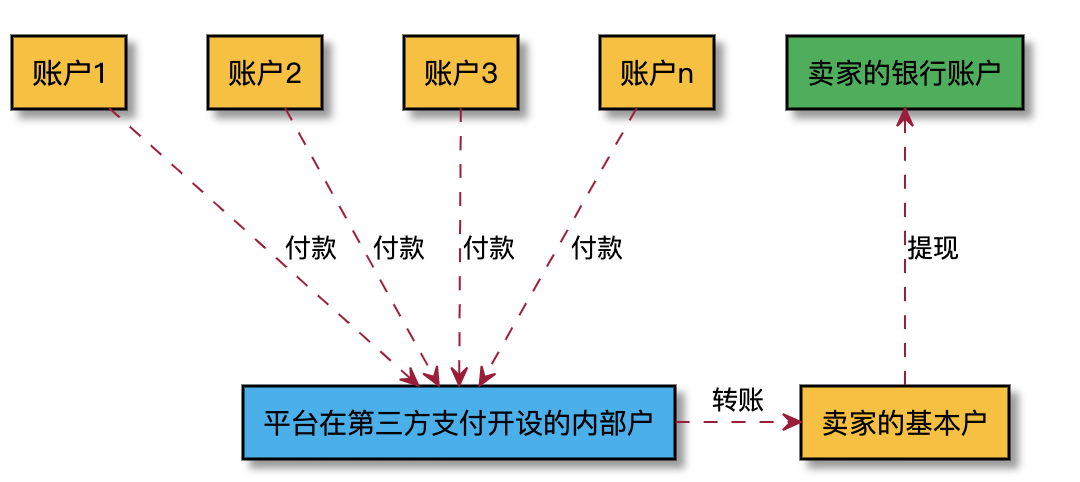 账户1
账户2
账户3
账户n
卖家的银行账户
付款
付款
付款
付款
提现
转账
平台在第三方支付开设的内部户
卖家的基本户